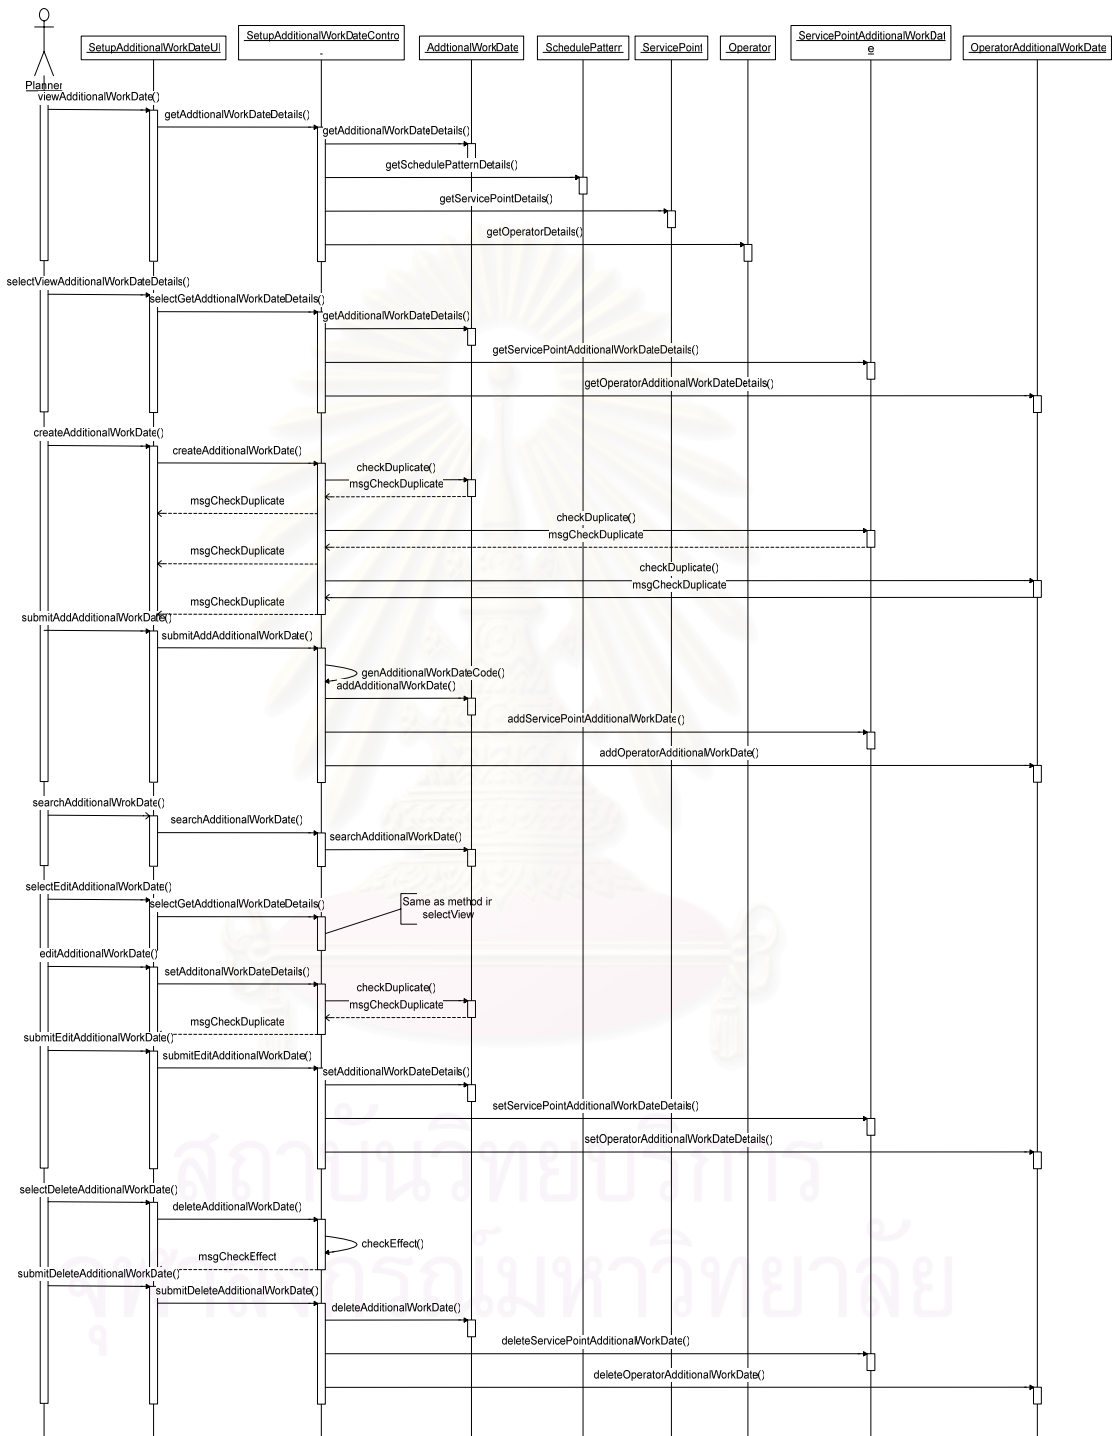 SetupAdditionalWorkDateUI
SetupAdditionalWorkDateContro
AddtionalWorkDate
SchedulePattern
ServicePoint
Operator
ServicePointAdditionalWorkDat
e
OperatorAdditionalWorkDate
Planner
viewAdditionalWorkDate()
getAddtionalWorkDateDetails()
getAdditionalWorkDateDetails()
getSchedulePatternDetails()
getServicePointDetails()
getOperatorDetails()
selectViewAdditionalWorkDateDetails()
selectGetAddtionalWorkDateDetails()
getAdditionalWorkDateDetails()
getServicePointAdditionalWorkDateDetails()
getOperatorAdditionalWorkDateDetails()
createAdditionalWorkDate()
createAdditionalWorkDate()
checkDuplicate()
msgCheckDuplicate
msgCheckDuplicate
checkDuplicate()
msgCheckDuplicate
msgCheckDuplicate
checkDuplicate()
msgCheckDuplicate
msgCheckDuplicate
submitAddAdditionalWorkDate()
submitAddAdditionalWorkDate()
genAdditionalWorkDateCode()
addAdditionalWorkDate()
addServicePointAdditionalWorkDate()
addOperatorAdditionalWorkDate()
searchAdditionalWrokDate()
searchAdditionalWorkDate()
searchAdditionalWorkDate()
selectEditAdditionalWorkDate()
selectGetAddtionalWorkDateDetails()
Same as method in
selectView
editAdditionalWorkDate()
setAdditonalWorkDateDetails()
checkDuplicate()
msgCheckDuplicate
msgCheckDuplicate
submitEditAdditionalWorkDate()
submitEditAdditionalWorkDate()
setAdditionalWorkDateDetails()
setServicePointAdditionalWorkDateDetails()
setOperatorAdditionalWorkDateDetails()
สถาบันวิทยบริการ
selectDeleteAdditionalWorkDate()
deleteAdditionalWorkDate()
checkEffect()
msgCheckEffect
จุฬาลงกรณ์มหาวิทยาลัย
submitDeleteAdditionalWorkDate()
submitDeleteAdditionalWorkDate()
deleteAdditionalWorkDate()
deleteServicePointAdditionalWorkDate()
deleteOperatorAdditionalWorkDate()